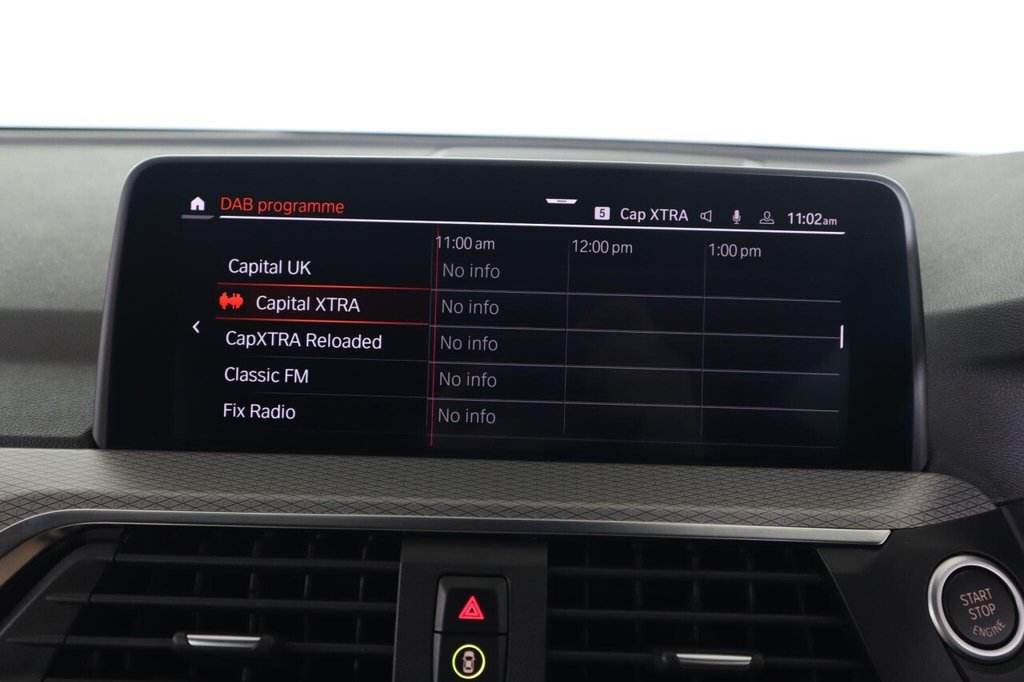 DAB programme
5 Cap XTRA 11:02am
11:00 am 12:00 pm 1:00 pm
Capital UK No info
Capital XTRA No info
CapXTRA Reloaded No info
Classic FM No info
Fix Radio No info
START
STOP
ENGINE